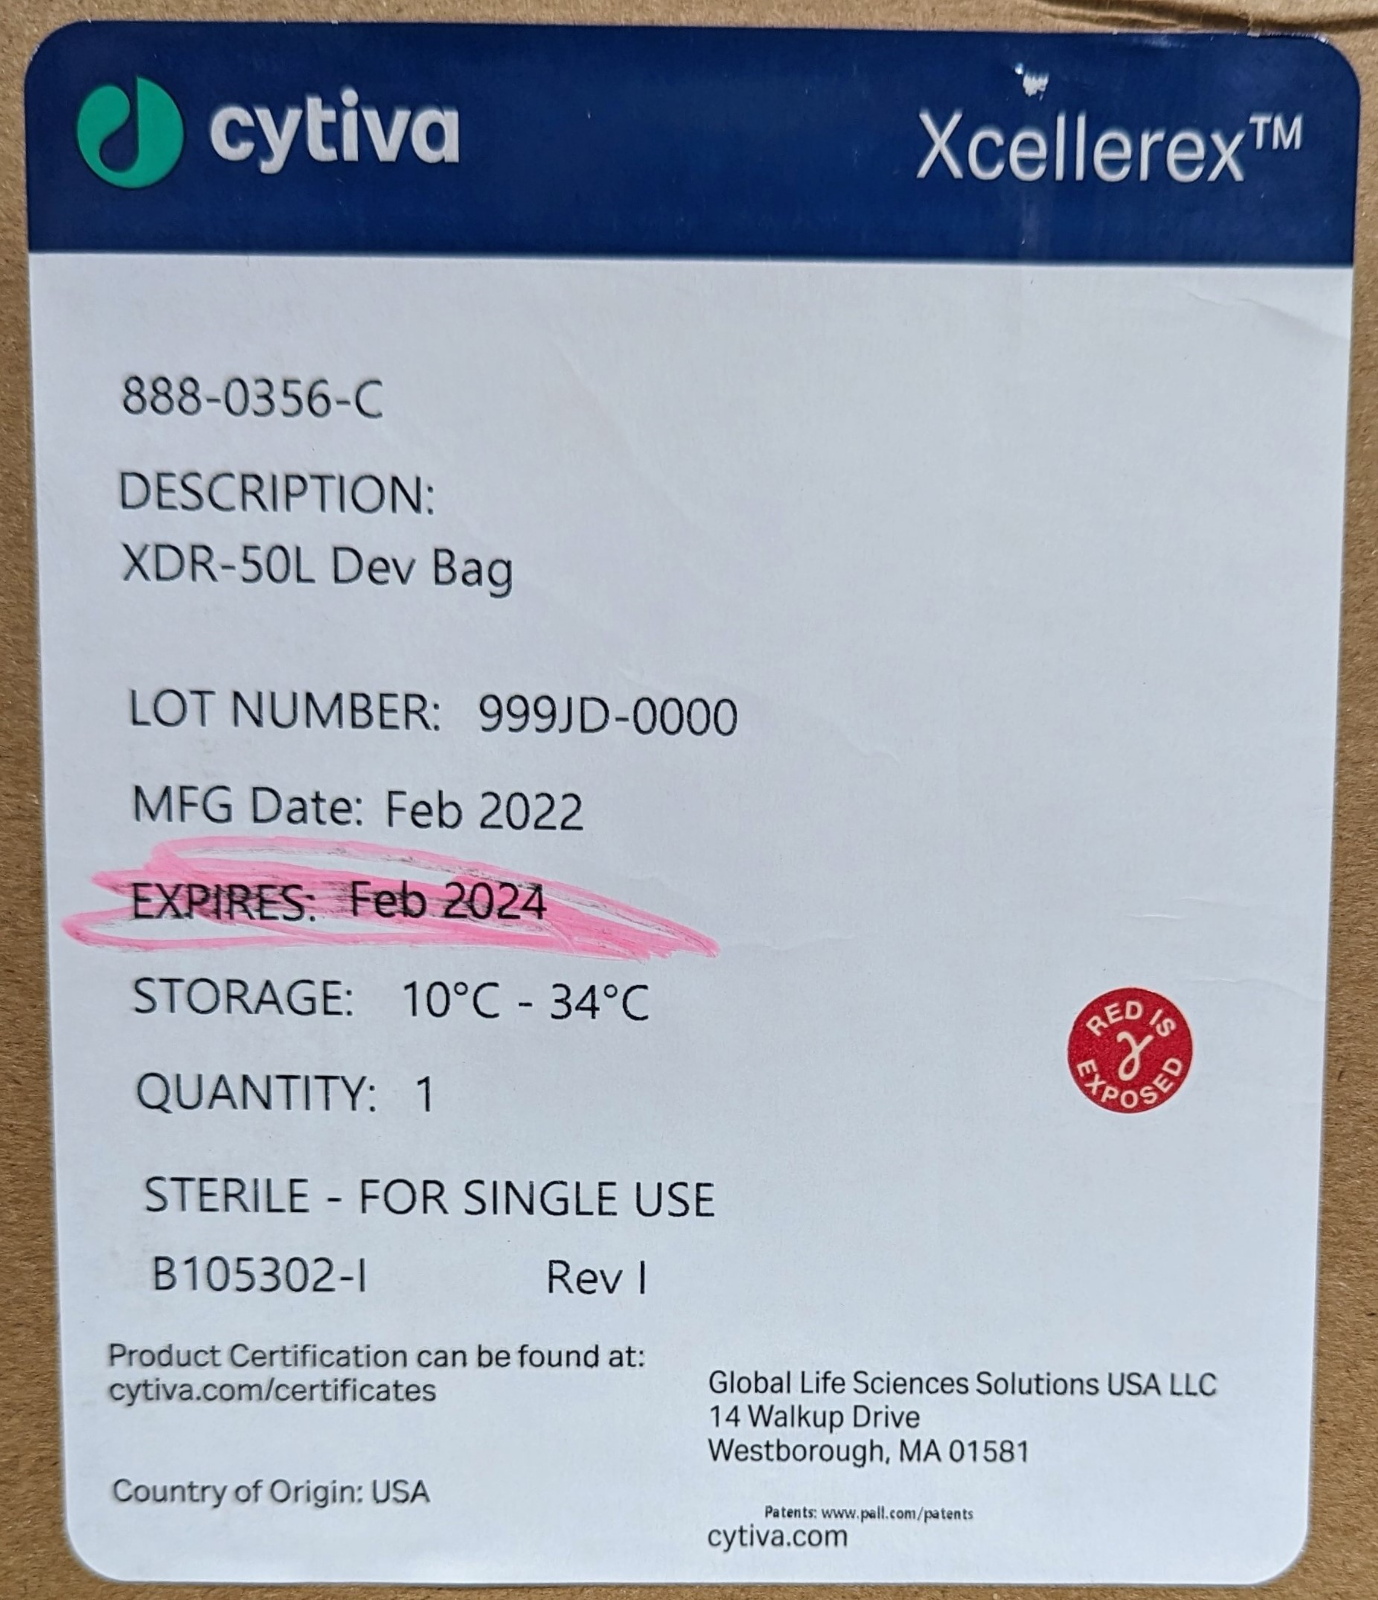 cytiva
Xcellerex™
888-0356-C
DESCRIPTION:
XDR-50L Dev Bag
LOT NUMBER: 999JD-0000
MFG Date: Feb 2022
EXPIRES: Feb 2024
STORAGE: 10°C - 34°C
RED IS
γ
EXPOSED
QUANTITY: 1
STERILE - FOR SINGLE USE
B105302-I Rev I
Product Certification can be found at:
cytiva.com/certificates
Global Life Sciences Solutions USA LLC
14 Walkup Drive
Westborough, MA 01581
Country of Origin: USA
Patents: www.pall.com/patents
cytiva.com